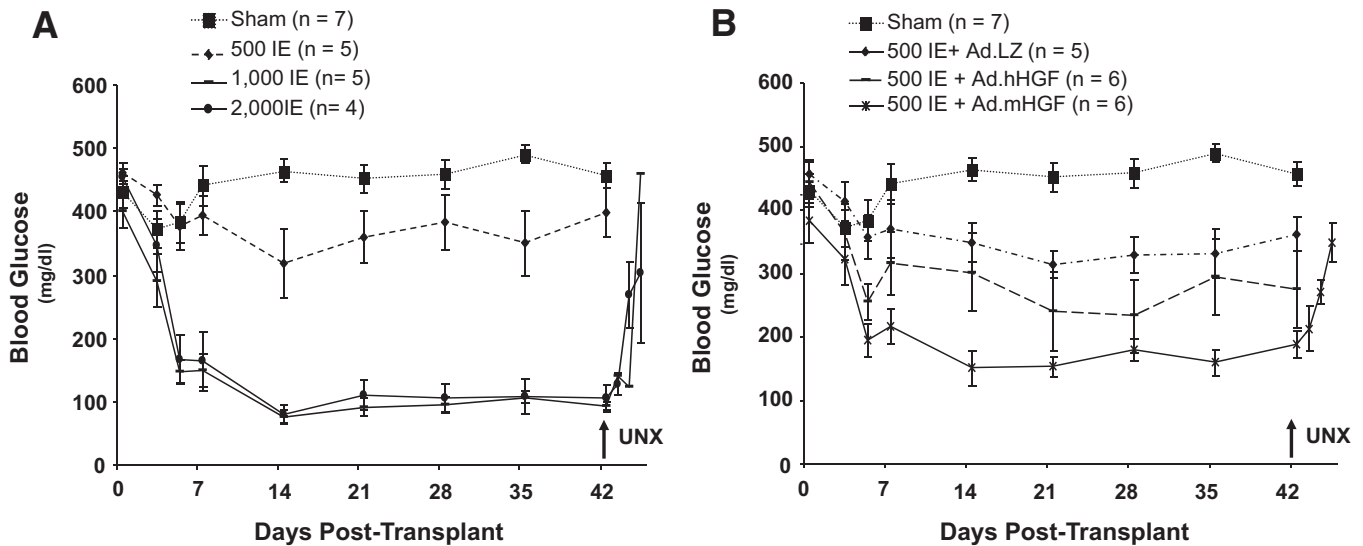 A
Sham (n = 7)
500 IE (n = 5)
1,000 IE (n= 5)
2,000IE (n= 4)
Blood Glucose
(mg/dl)
600
500
400
300
200
100
0
UNX
0 7 14 21 28 35 42
Days Post-Transplant
B
Sham (n = 7)
500 IE+ Ad.LZ (n = 5)
500 IE + Ad.hHGF (n = 6)
500 IE + Ad.mHGF (n = 6)
Blood Glucose
(mg/dl)
600
500
400
300
200
100
0
UNX
0 7 14 21 28 35 42
Days Post-Transplant